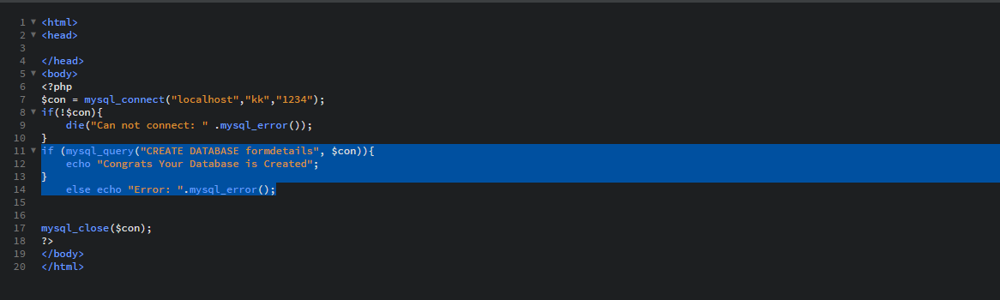 1 <html>
2 <head>
3
4 </head>
5 <body>
6 <?php
7 $con = mysql_connect("localhost","kk","1234");
8 if(!$con){
9     die("Can not connect: " .mysql_error());
10 }
11 if (mysql_query("CREATE DATABASE formdetails", $con)){
12     echo "Congrats Your Database is Created";
13 }
14     else echo "Error: ".mysql_error();
15
16
17 mysql_close($con);
18 ?>
19 </body>
20 </html>